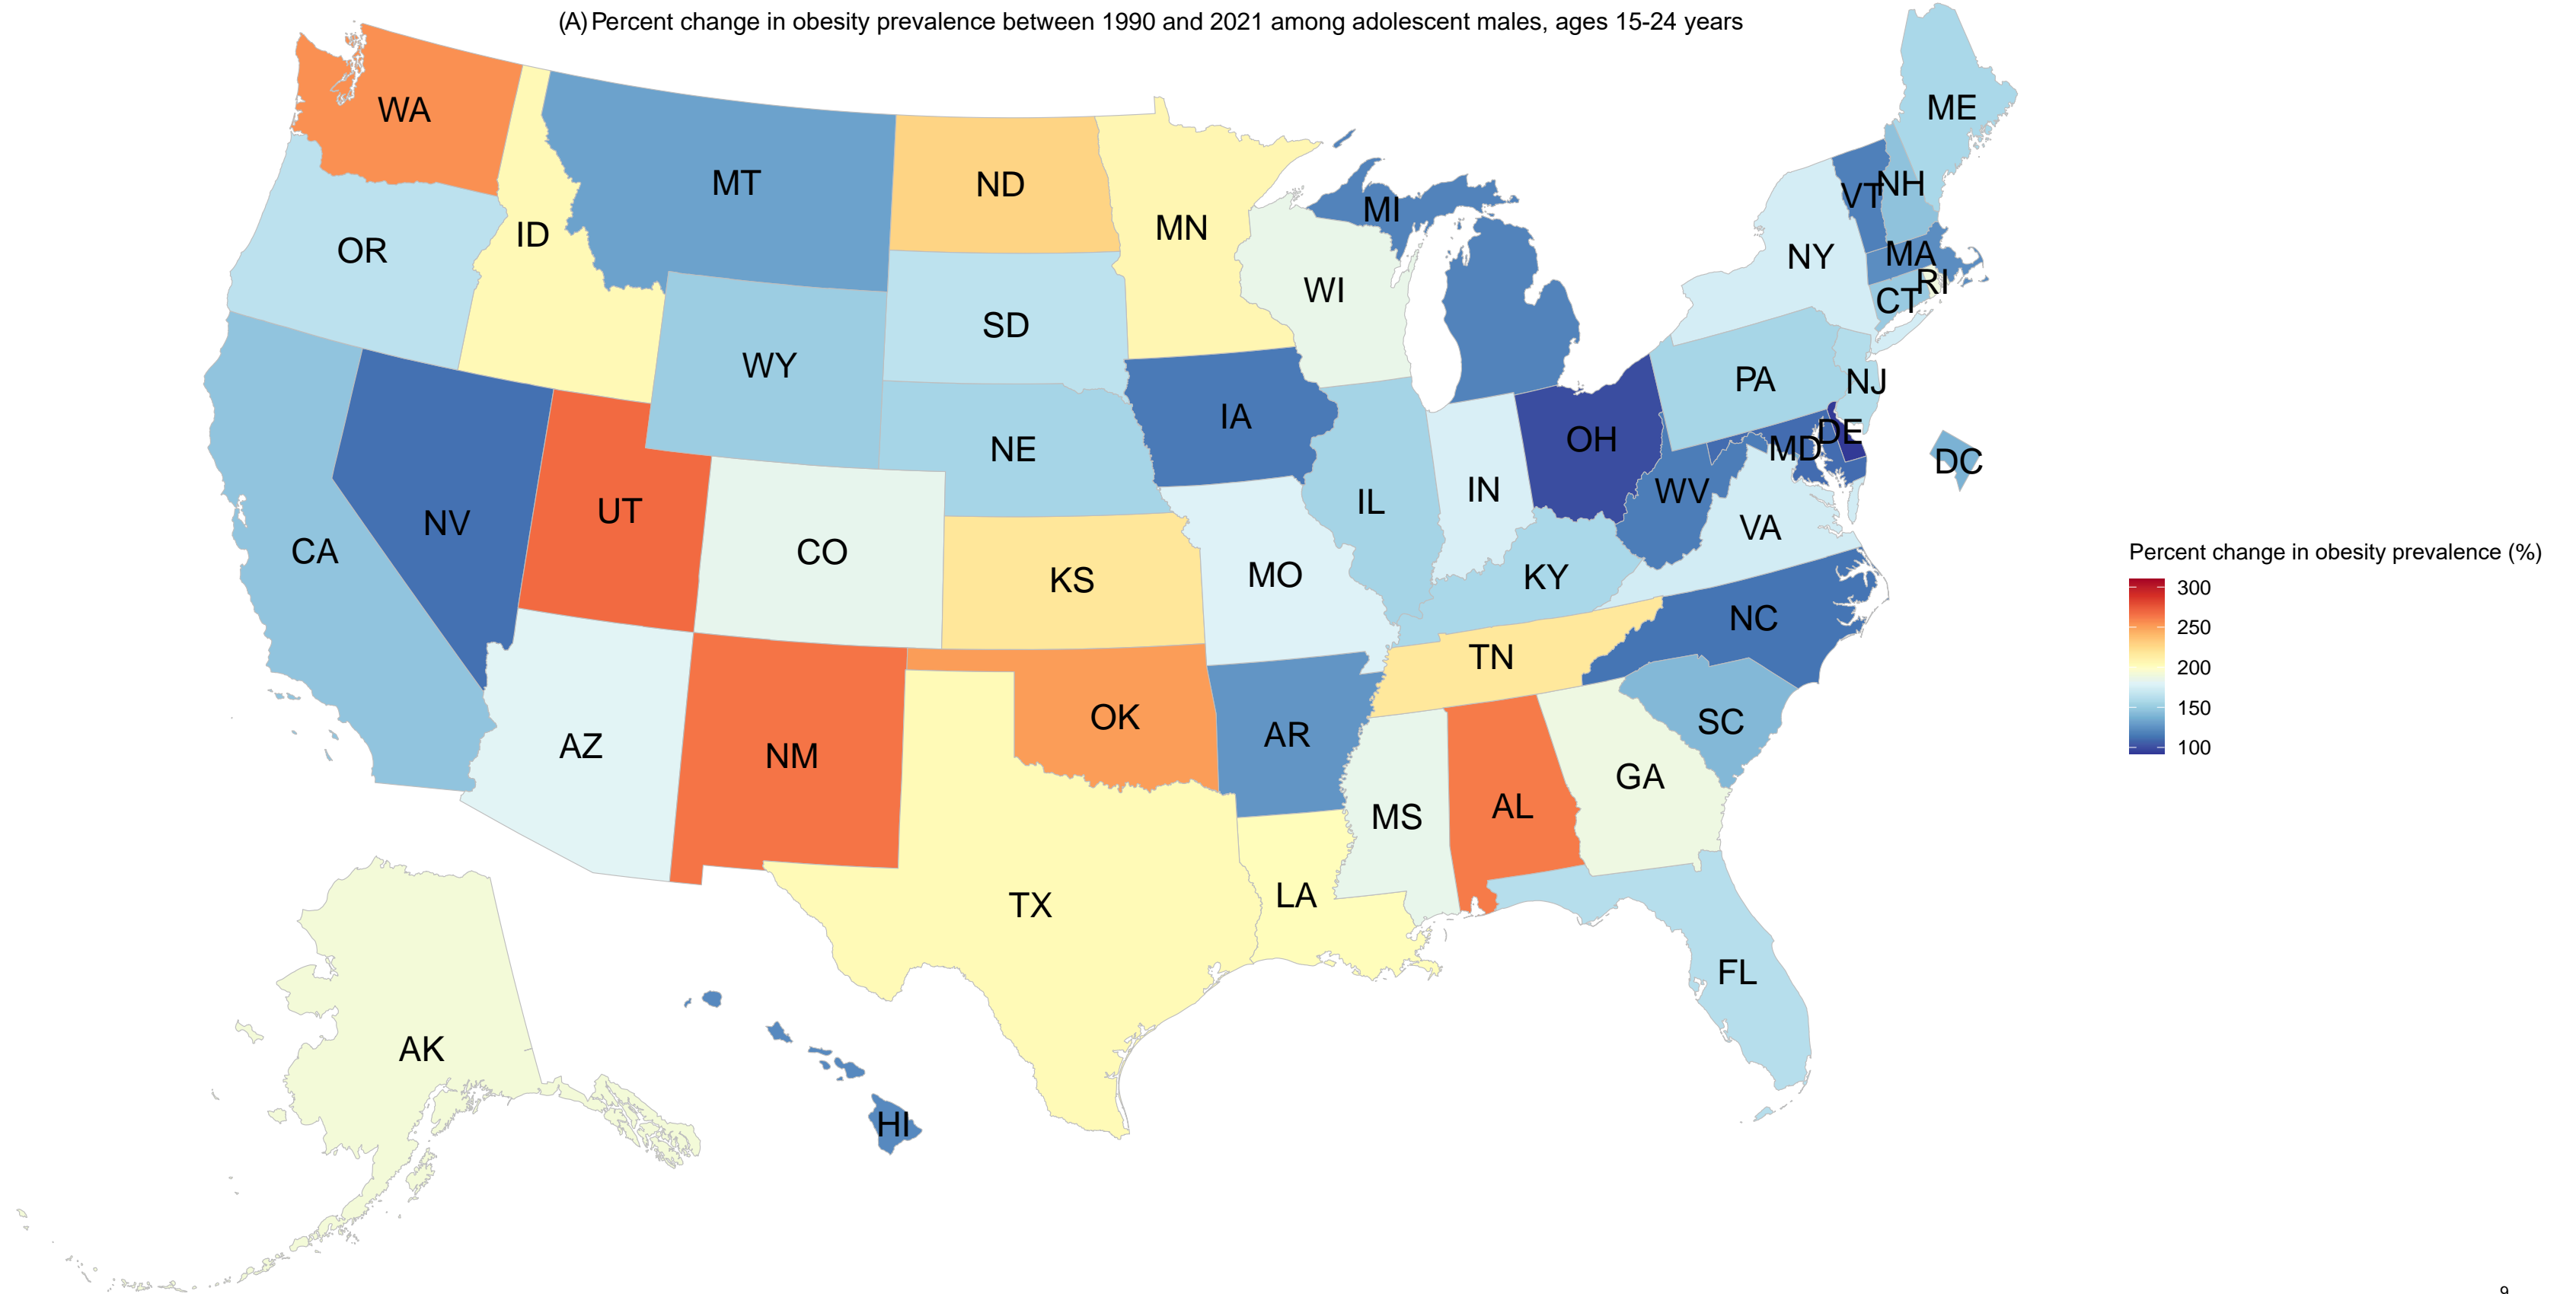 (A) Percent change in obesity prevalence between 1990 and 2021 among adolescent males, ages 15-24 years
WA
ME
MT
ND
NH
VT
MN
MI
ID
OR
MA
NY
RI
WI
CT
SD
WY
PA
NJ
IA
DE
OH
MD
NE
DC
IN
WV
IL
UT
NV
VA
CA
CO
Percent change in obesity prevalence (%)
MO
KY
KS
300
NC
250
TN
200
OK
150
SC
AR
AZ
100
NM
GA
AL
MS
LA
TX
FL
AK
HI
9